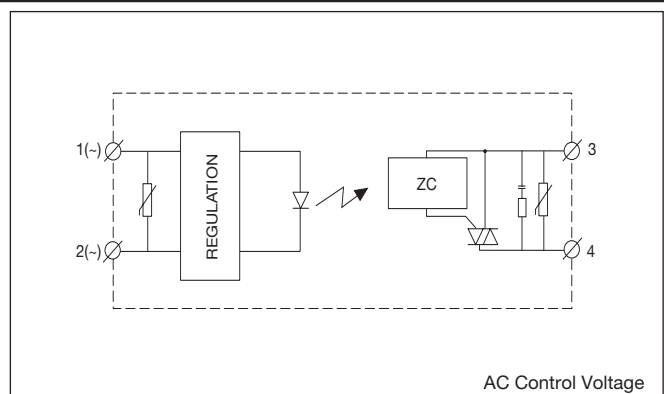 1(~)
REGULATION
ZC
3
2(~)
4
AC Control Voltage